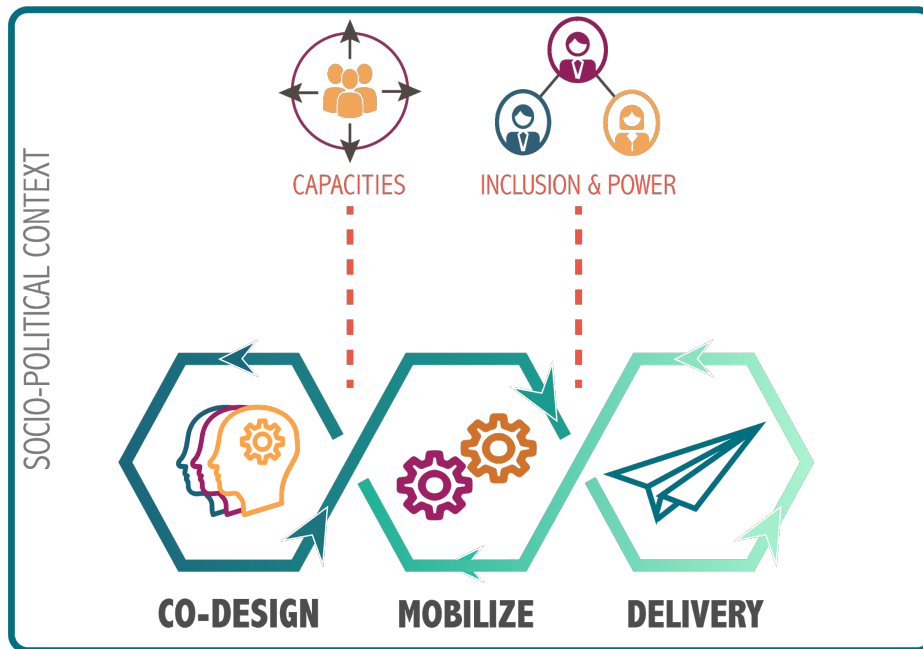 SOCIO-POLITICAL CONTEXT
CAPACITIES
INCLUSION & POWER
CO-DESIGN
MOBILIZE
DELIVERY